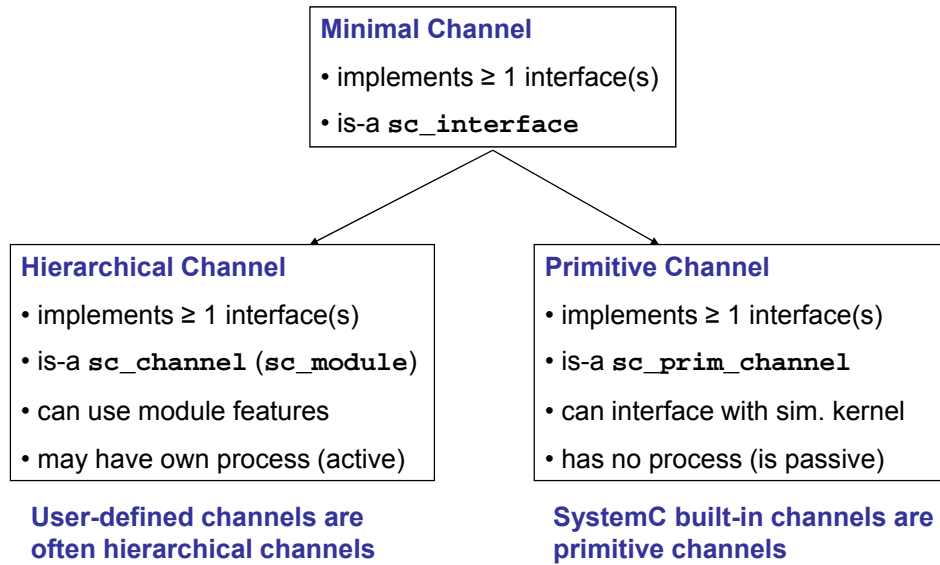 Minimal Channel
• implements ≥ 1 interface(s)
• is-a sc_interface
Hierarchical Channel
• implements ≥ 1 interface(s)
• is-a sc_channel (sc_module)
• can use module features
• may have own process (active)
User-defined channels are
often hierarchical channels
Primitive Channel
• implements ≥ 1 interface(s)
• is-a sc_prim_channel
• can interface with sim. kernel
• has no process (is passive)
SystemC built-in channels are
primitive channels